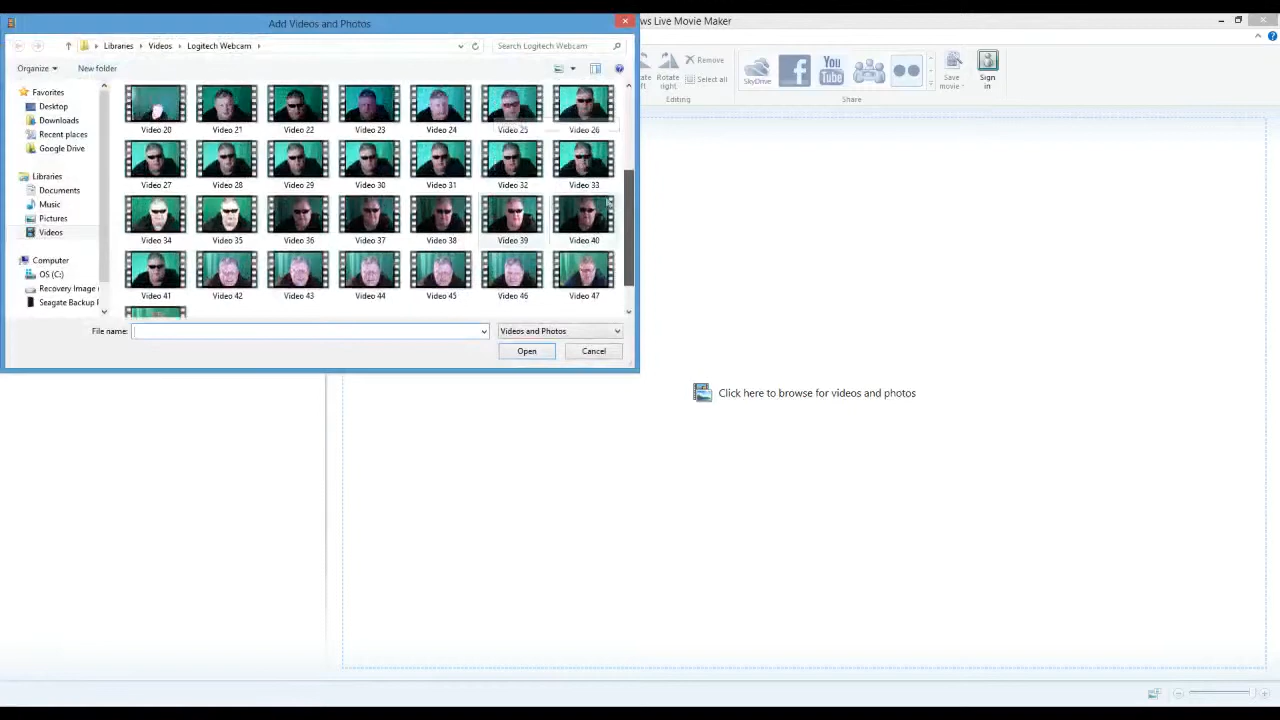 Add Videos and Photos
ws Live Movie Maker
Libraries
Videos
Logitech Webcam
Search Logitech Webcam
Organize
New folder
Favorites
Desktop
Downloads
Recent places
Google Drive
Libraries
Documents
Music
Pictures
Videos
Computer
OS (C:)
Recovery Image
Seagate Backup
Video 20
Video 21
Video 22
Video 23
Video 24
Video 25
Video 26
Video 27
Video 28
Video 29
Video 30
Video 31
Video 32
Video 33
Video 34
Video 35
Video 36
Video 37
Video 38
Video 39
Video 40
Video 41
Video 42
Video 43
Video 44
Video 45
Video 46
Video 47
File name:
Videos and Photos
Open
Cancel
Rotate right
Remove
Select all
Editing
SkyDrive
You Tube
Share
Save movie
Sign in
Click here to browse for videos and photos